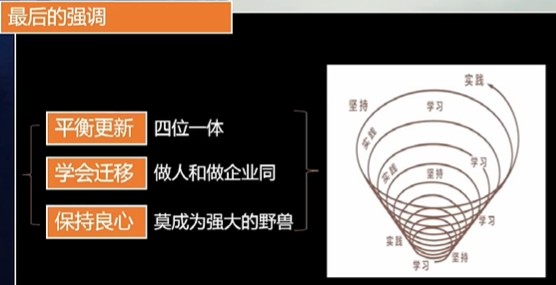 最后的强调
平衡更新 四位一体
学会迁移 做人和做企业同
保持良心 莫成为强大的野兽
实践
坚持
学习
实践
学习
实践
坚持
学习
实践
坚持
学习